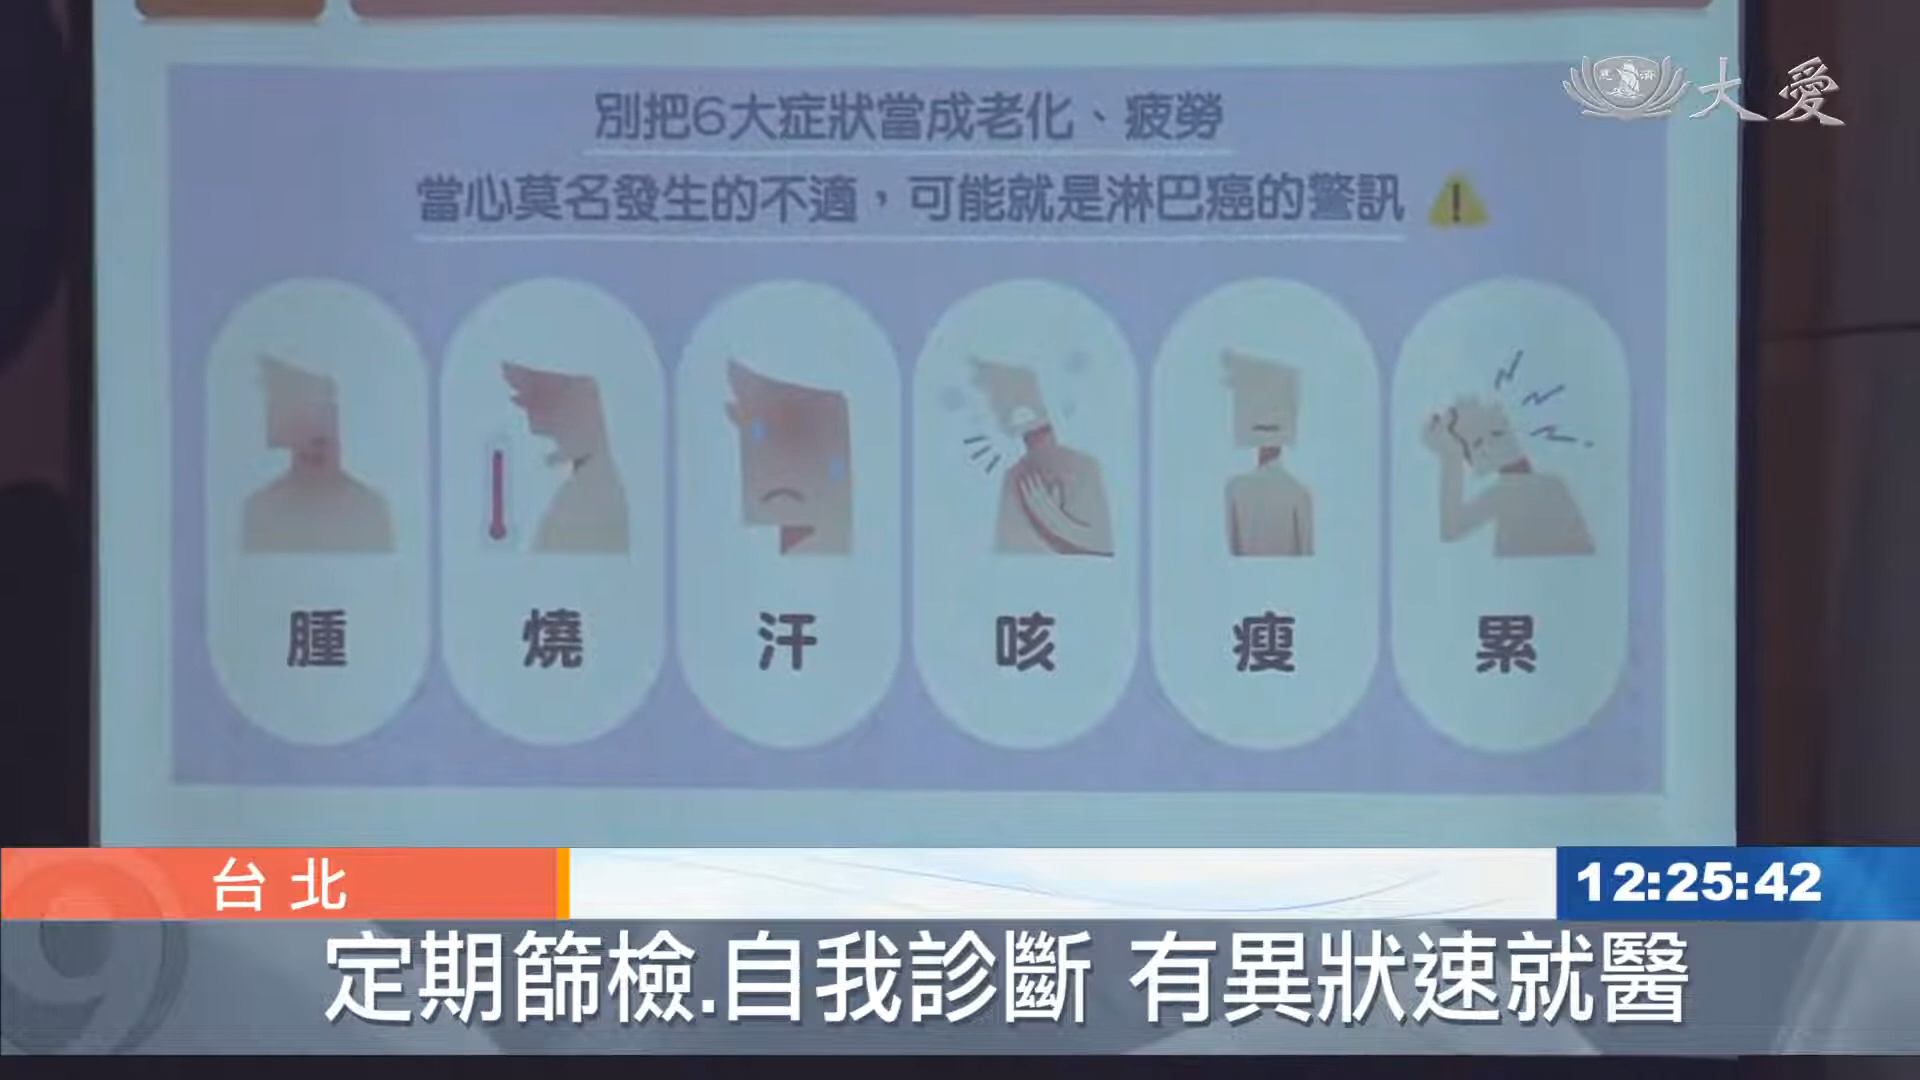 慈濟
大愛
別把6大症狀當成老化、疲勞
當心莫名發生的不適，可能就是淋巴癌的警訊
腫
燒
汗
咳
瘦
累
台北
12:25:42
定期篩檢.自我診斷 有異狀速就醫